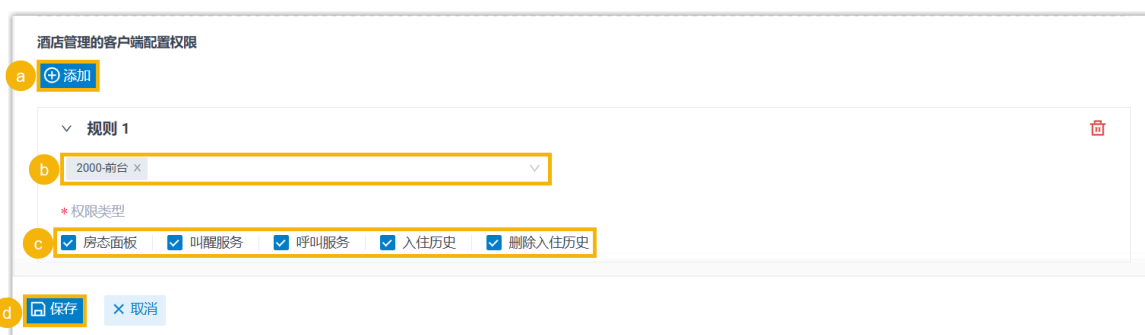 酒店管理的客户端配置权限
a 添加
规则 1
b 2000-前台 ×
* 权限类型
c 房态面板 叫醒服务 呼叫服务 入住历史 删除入住历史
d 保存 × 取消